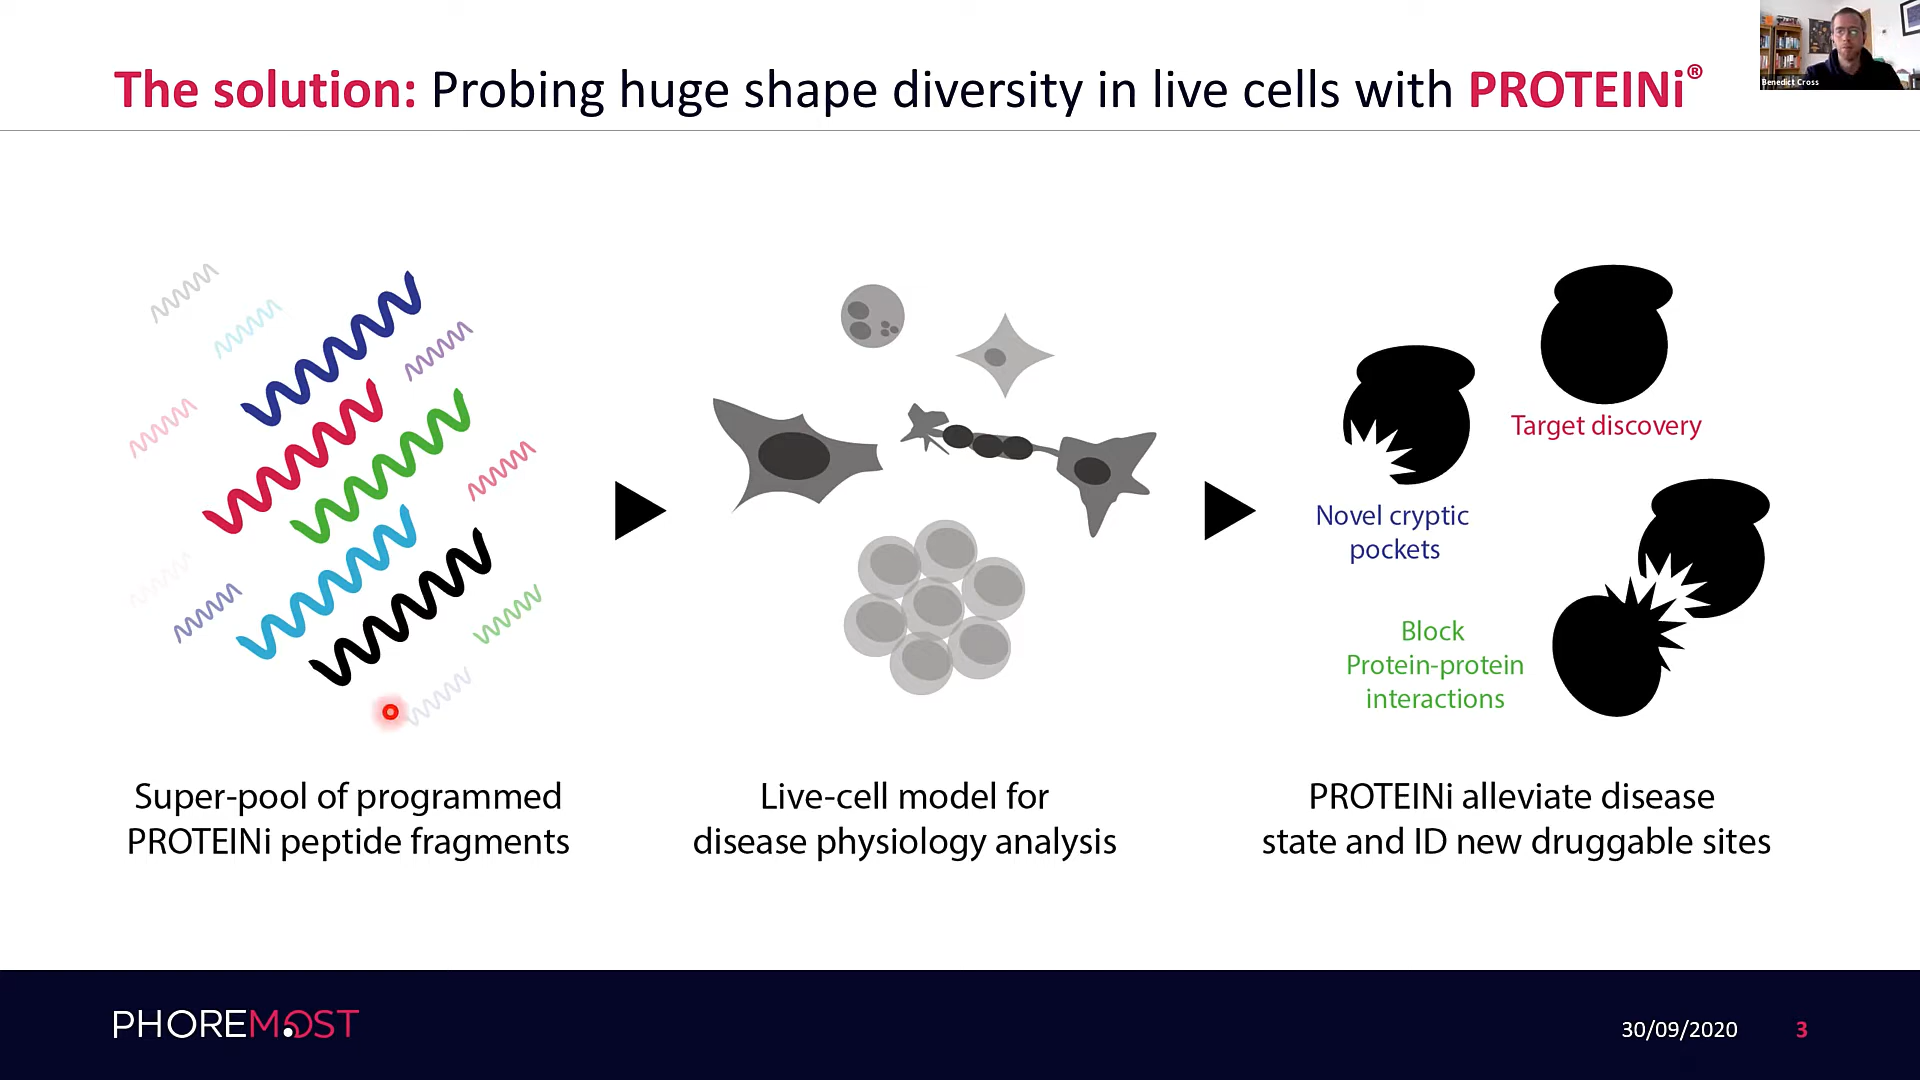 The solution: Probing huge shape diversity in live cells with PROTEINi®
Benedict Cross
Target discovery
Novel cryptic
pockets
Block
Protein-protein
interactions
Super-pool of programmed
PROTEINi peptide fragments
Live-cell model for
disease physiology analysis
PROTEINi alleviate disease
state and ID new druggable sites
PHOREMOST
30/09/2020
3